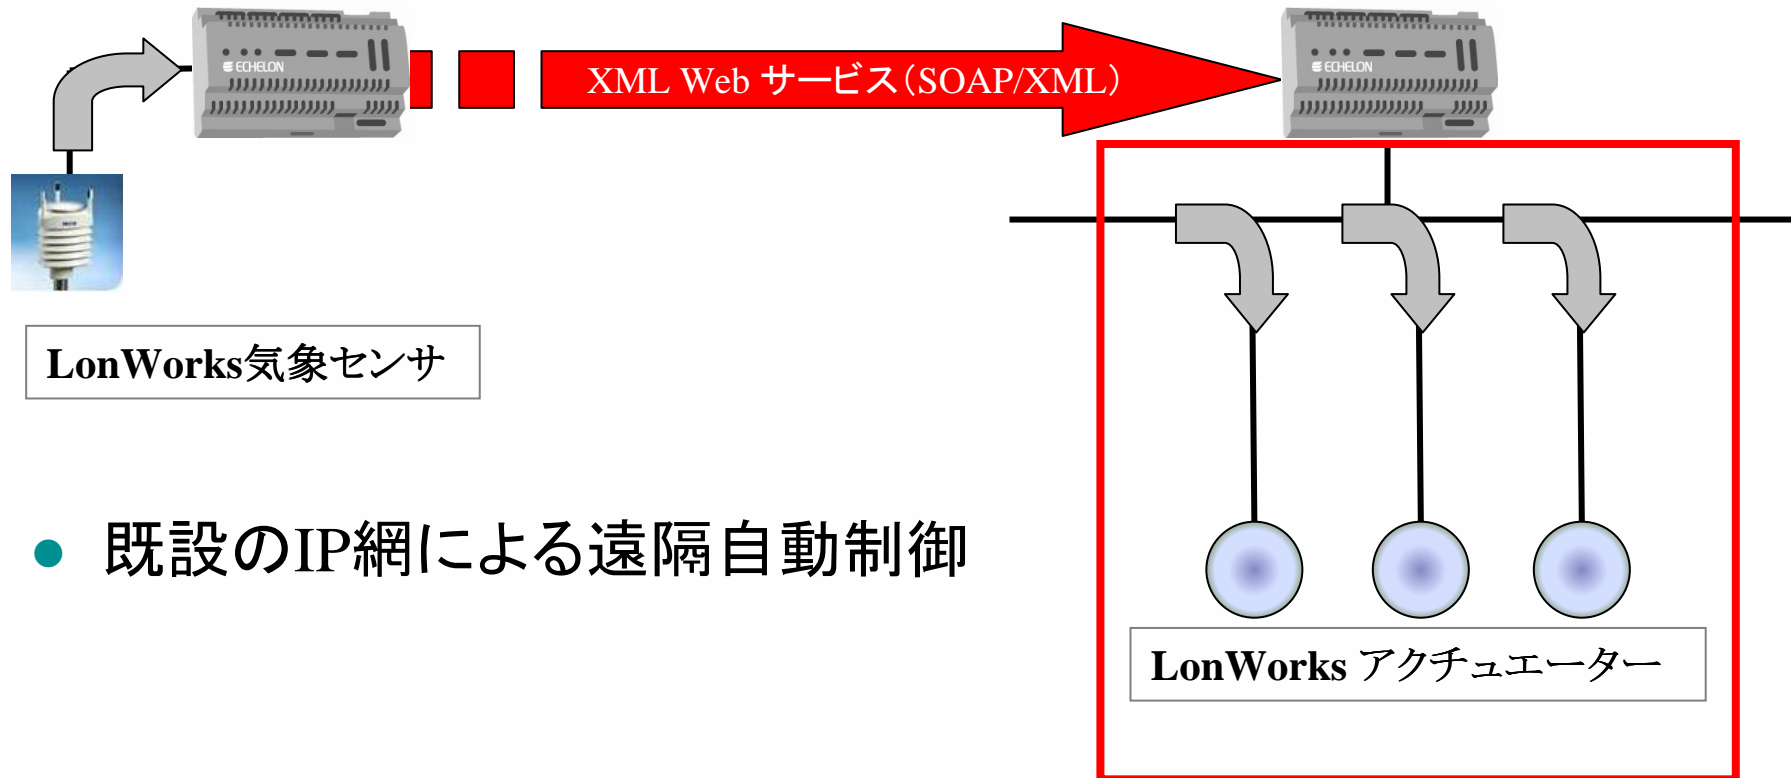 ECHELON
XML Web サービス（SOAP/XML）
ECHELON
LonWorks気象センサ
● 既設のIP網による遠隔自動制御
LonWorks アクチュエーター